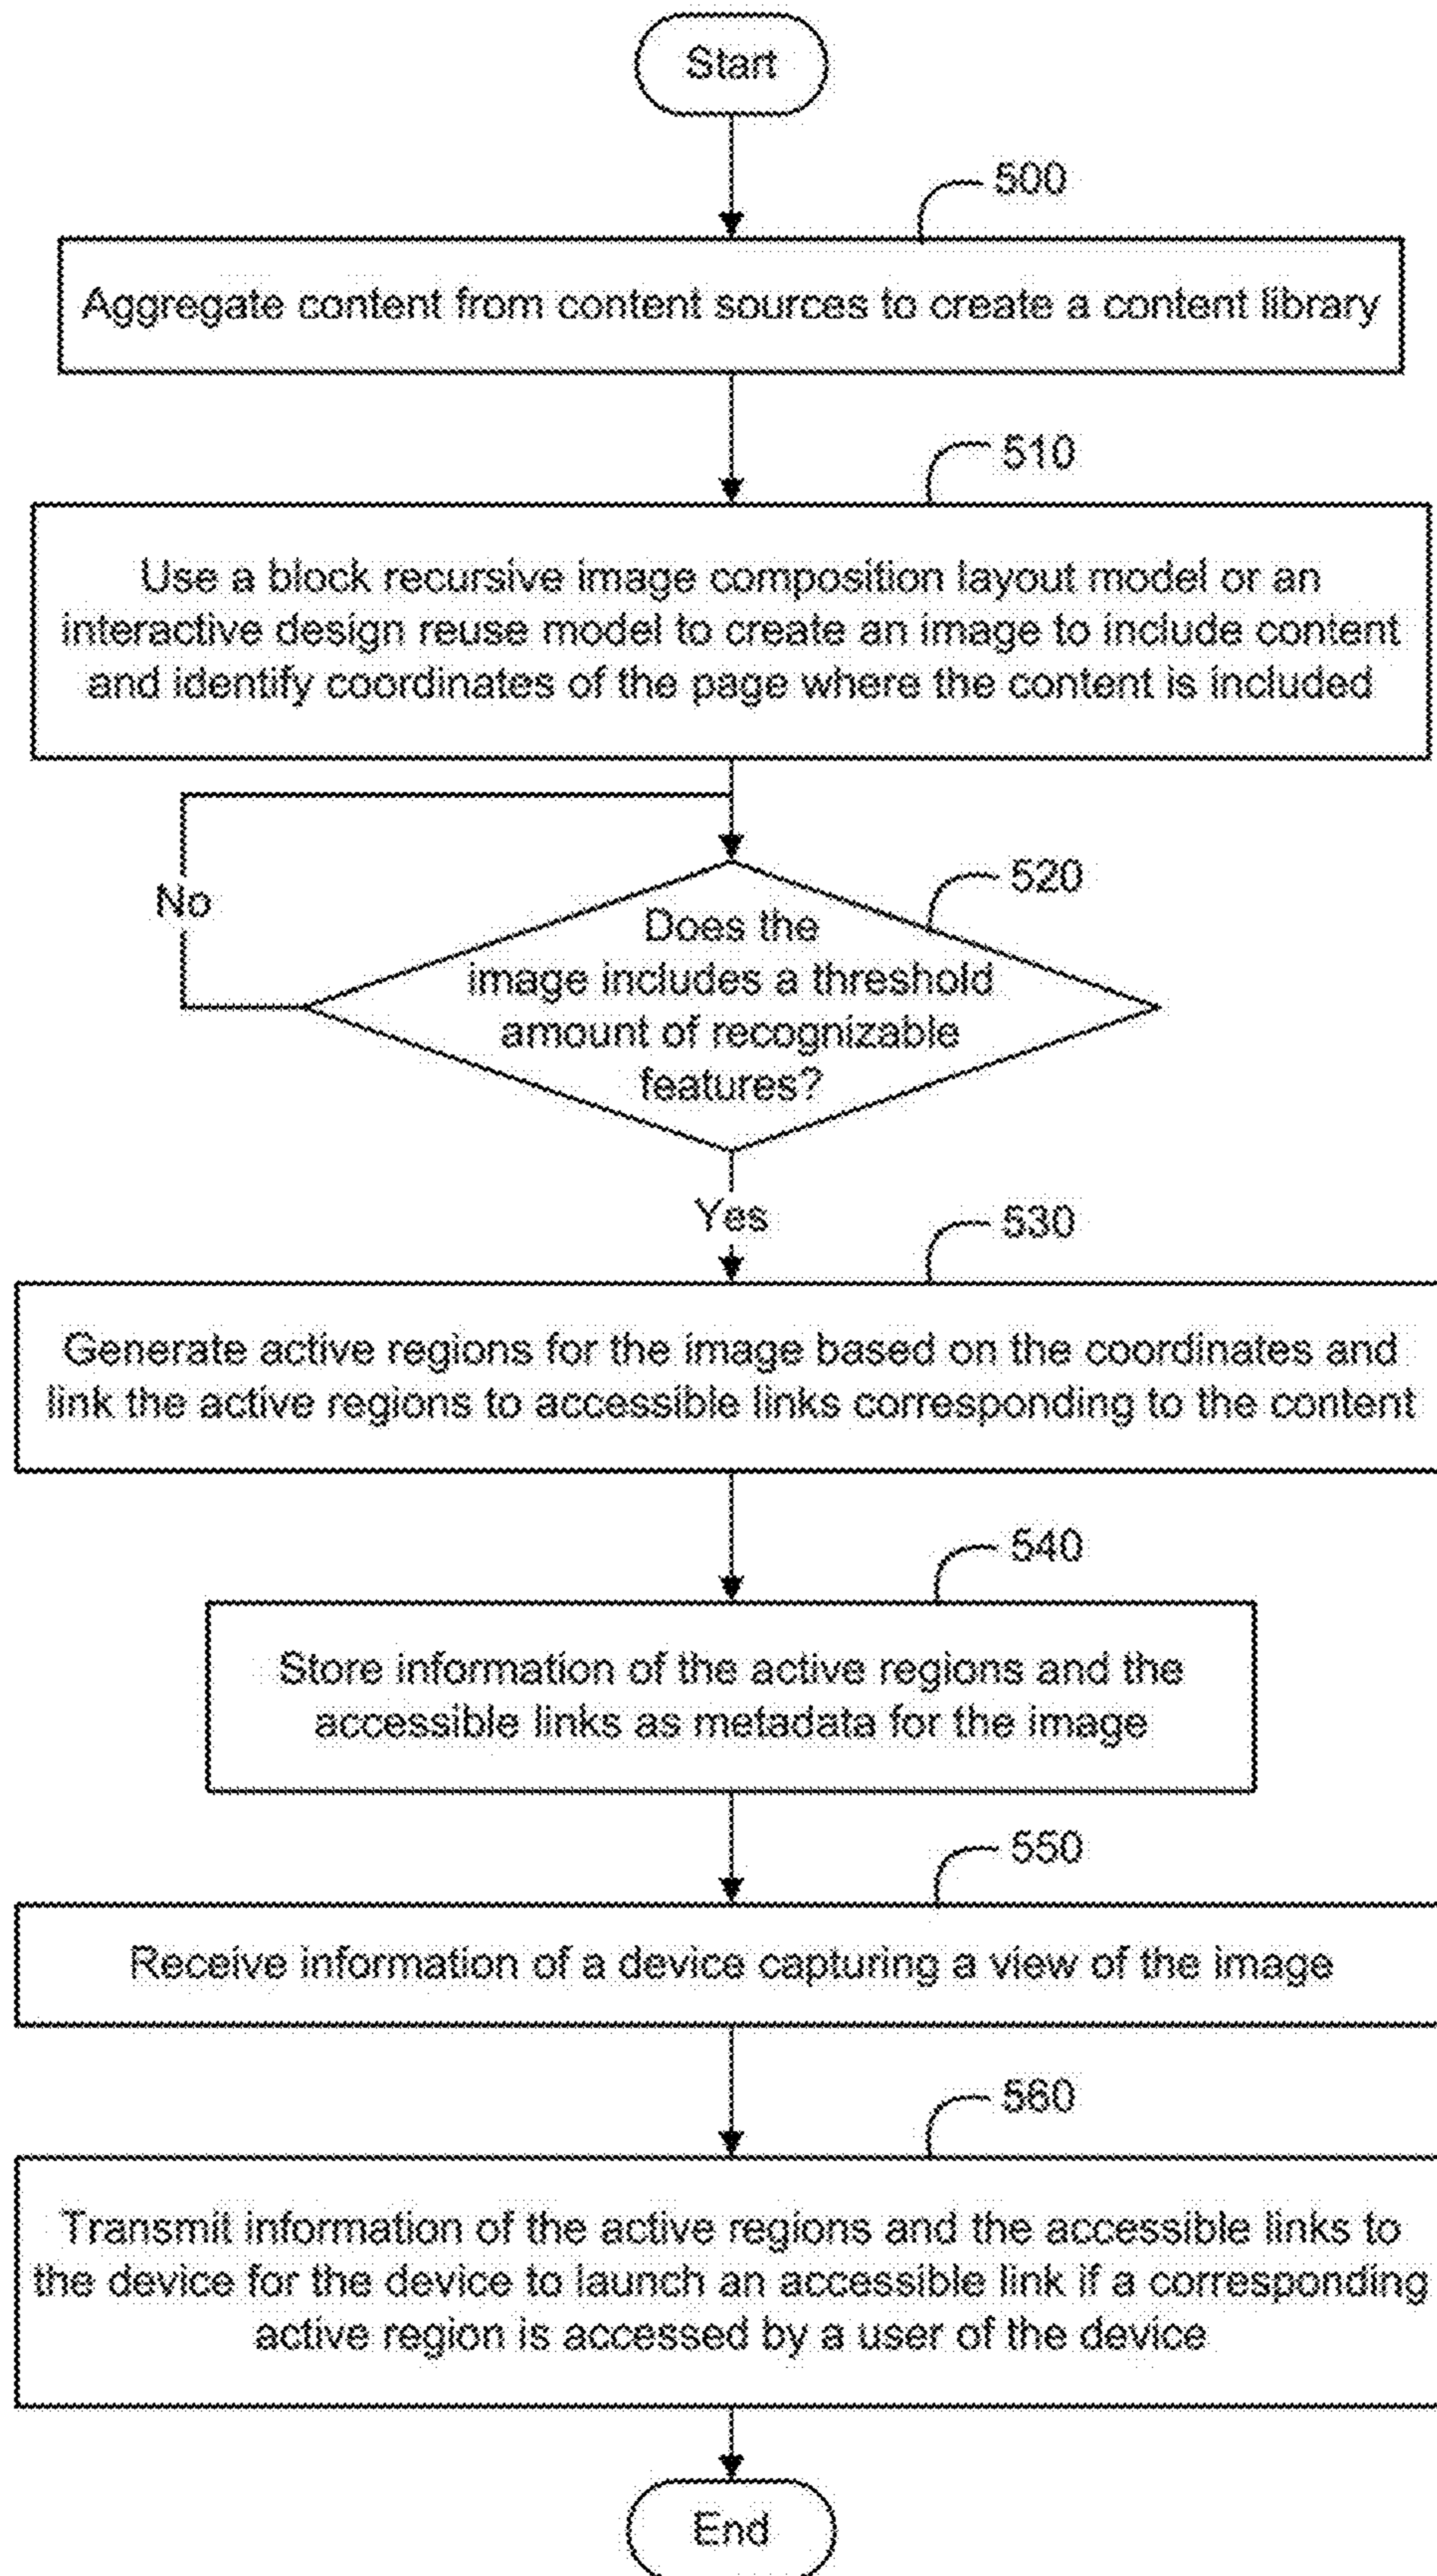 Start
500
Aggregate content from content sources to create a content library
510
Use a block recursive image composition layout model or an
interactive design reuse model to create an image to include content
and identify coordinates of the page where the content is included
No
520
Does the
image includes a threshold
amount of recognizable
features?
Yes
530
Generate active regions for the image based on the coordinates and
link the active regions to accessible links corresponding to the content
540
Store information of the active regions and the
accessible links as metadata for the image
550
Receive information of a device capturing a view of the image
560
Transmit information of the active regions and the accessible links to
the device for the device to launch an accessible link if a corresponding
active region is accessed by a user of the device
End